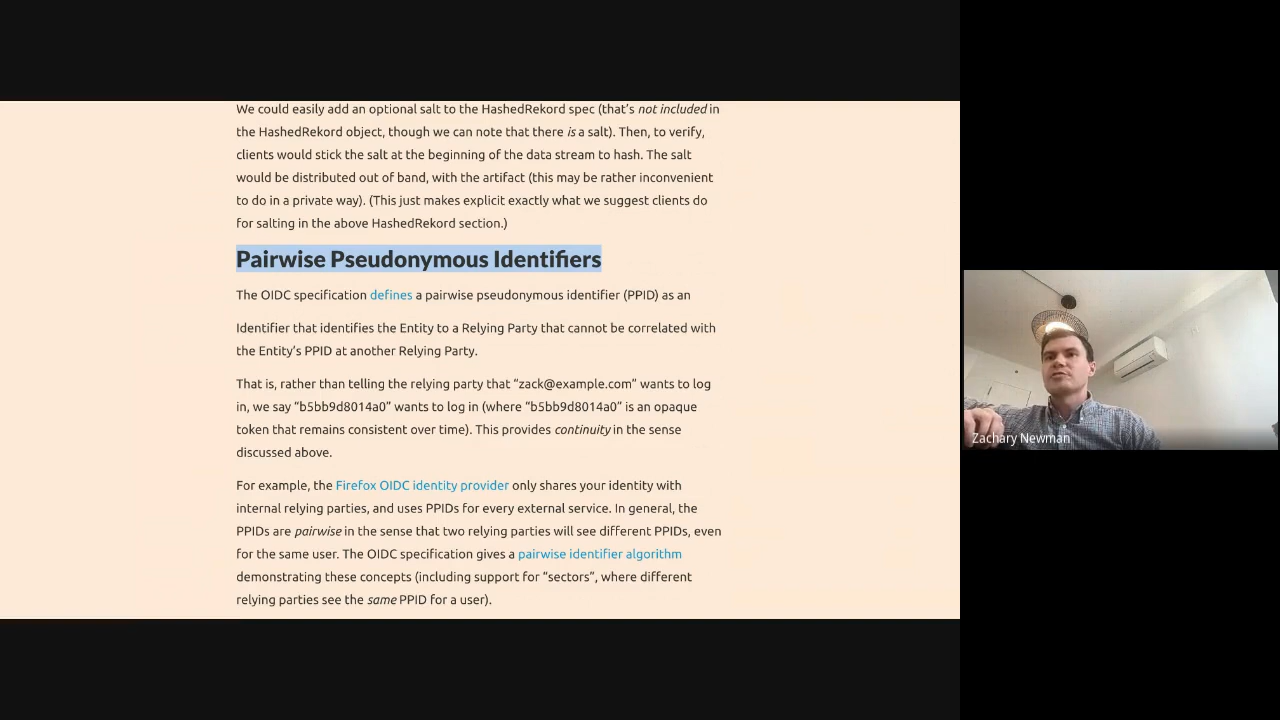 We could easily add an optional salt to the HashedRekord spec (that’s not included in
the HashedRekord object, though we can note that there is a salt). Then, to verify,
clients would stick the salt at the beginning of the data stream to hash. The salt
would be distributed out of band, with the artifact (this may be rather inconvenient
to do in a private way). (This just makes explicit exactly what we suggest clients do
for salting in the above HashedRekord section.)
Pairwise Pseudonymous Identifiers
The OIDC specification defines a pairwise pseudonymous identifier (PPID) as an
Identifier that identifies the Entity to a Relying Party that cannot be correlated with
the Entity’s PPID at another Relying Party.
That is, rather than telling the relying party that “zack@example.com” wants to log
in, we say “b5bb9d8014a0” wants to log in (where “b5bb9d8014a0” is an opaque
token that remains consistent over time). This provides continuity in the sense
discussed above.
For example, the Firefox OIDC identity provider only shares your identity with
internal relying parties, and uses PPIDs for every external service. In general, the
PPIDs are pairwise in the sense that two relying parties will see different PPIDs, even
for the same user. The OIDC specification gives a pairwise identifier algorithm
demonstrating these concepts (including support for “sectors”, where different
relying parties see the same PPID for a user).
Zachary Newman